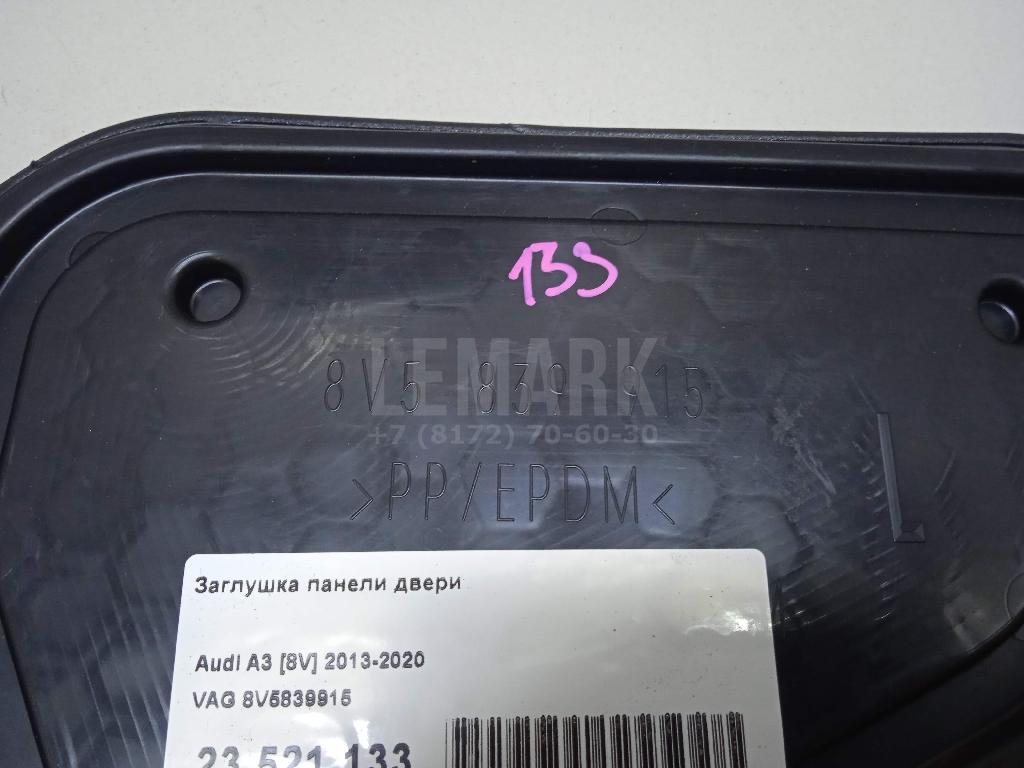 133
LEMARK
8V5 839 915
+7 (8172) 70-60-30
>PP/EPDM<
L
Заглушка панели двери
Audi A3 [8V] 2013-2020
VAG 8V5839915
23 521 133